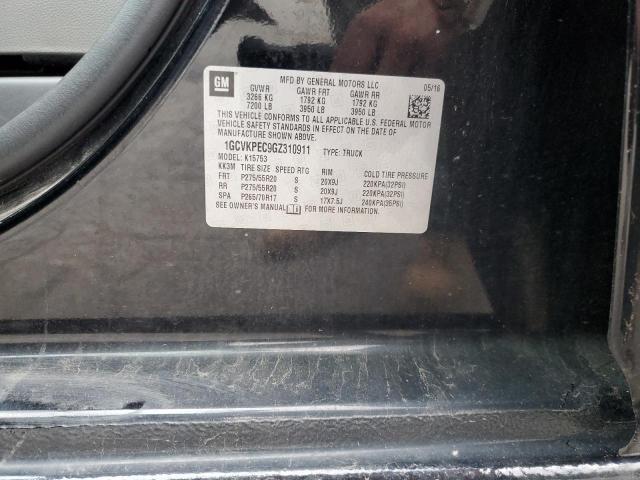 GM
MFD BY GENERAL MOTORS LLC
05/16
GVWR GAWR FRT GAWR RR
3266 KG 1792 KG 1792 KG
7200 LB 3950 LB 3950 LB
THIS VEHICLE CONFORMS TO ALL APPLICABLE U.S. FEDERAL MOTOR
VEHICLE SAFETY AND THEFT PREVENTION STANDARDS IN EFFECT ON THE DATE OF
MANUFACTURE SHOWN ABOVE.
1GCVKPEC9GZ310911 TYPE: TRUCK
MODEL: K15753
KK3M TIRE SIZE SPEED RTG RIM COLD TIRE PRESSURE
FRT P275/55R20 S 20X9J 220KPA(32PSI)
RR P275/55R20 S 20X9J 220KPA(32PSI)
SPA P265/70R17 S 17X7.5J 240KPA(35PSI)
SEE OWNER'S MANUAL FOR MORE INFORMATION.